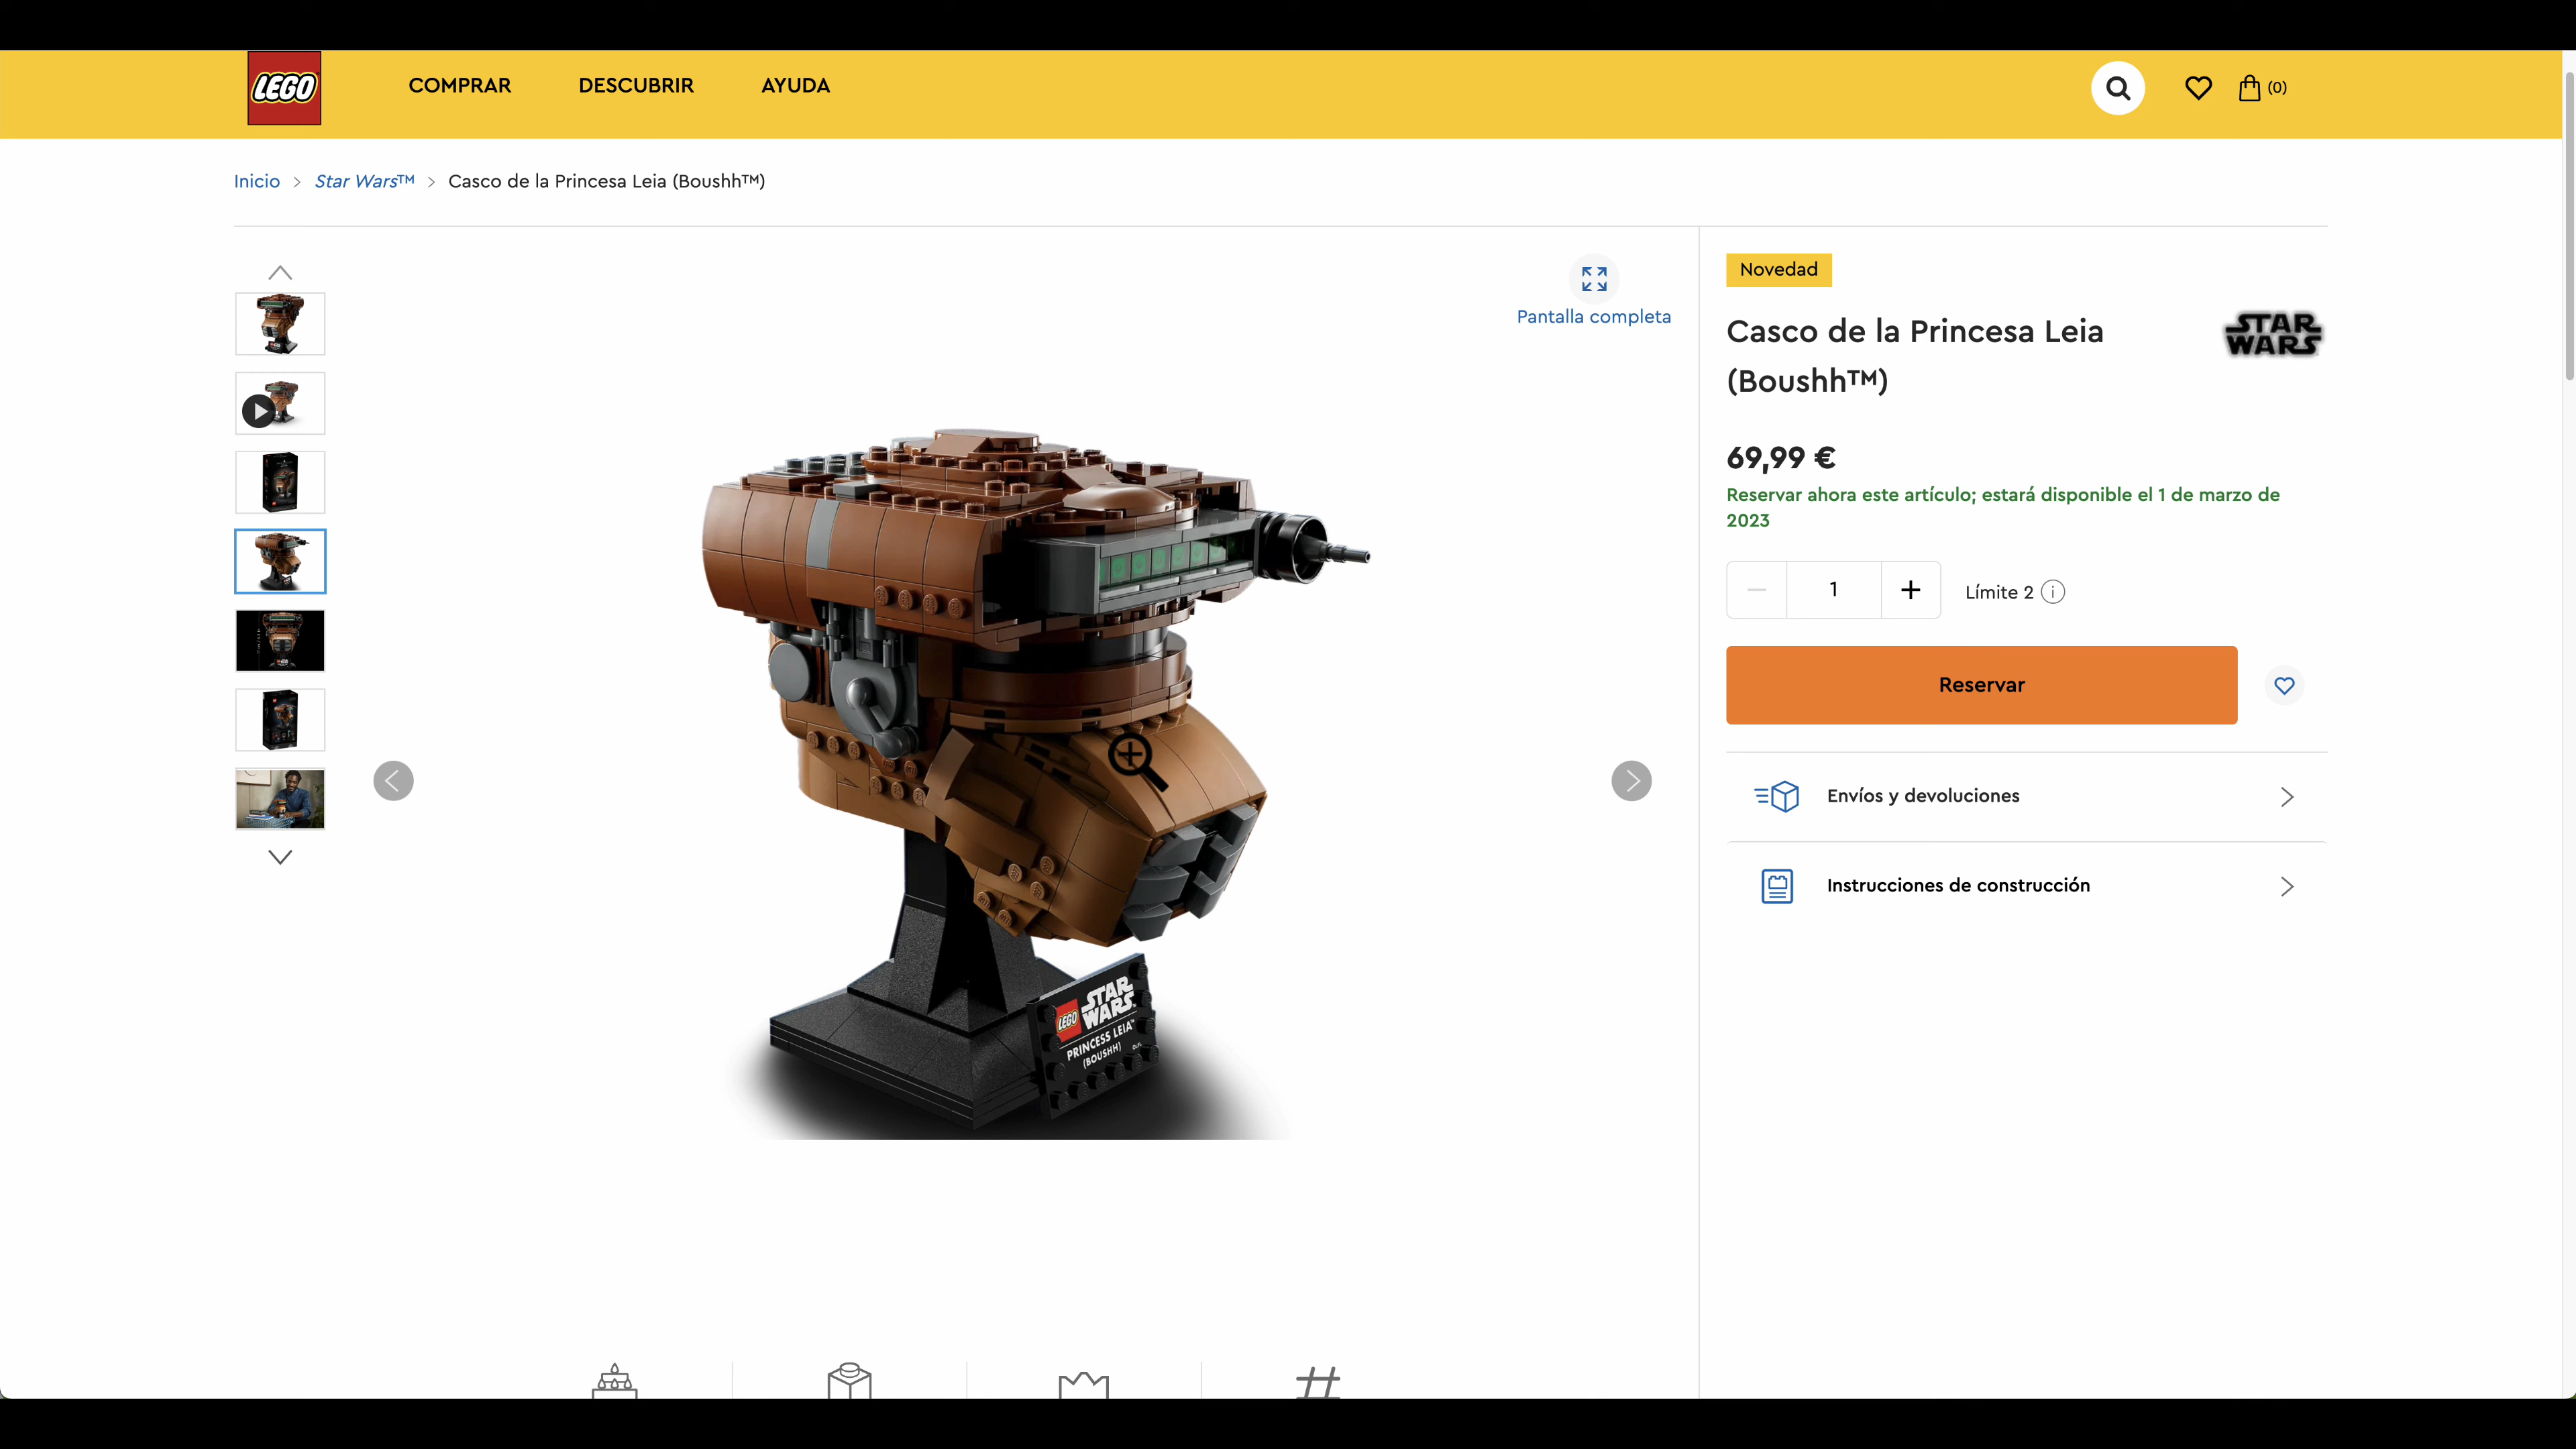 LEGO
COMPRAR
DESCUBRIR
AYUDA
(0)
Inicio > Star Wars™ > Casco de la Princesa Leia (Boushh™)
Pantalla completa
LEGO
STAR
WARS
PRINCESS LEIA™
(BOUSHH)
Novedad
Casco de la Princesa Leia
(Boushh™)
STAR
WARS
69,99 €
Reservar ahora este artículo; estará disponible el 1 de marzo de
2023
1
Límite 2
Reservar
Envíos y devoluciones
Instrucciones de construcción
#